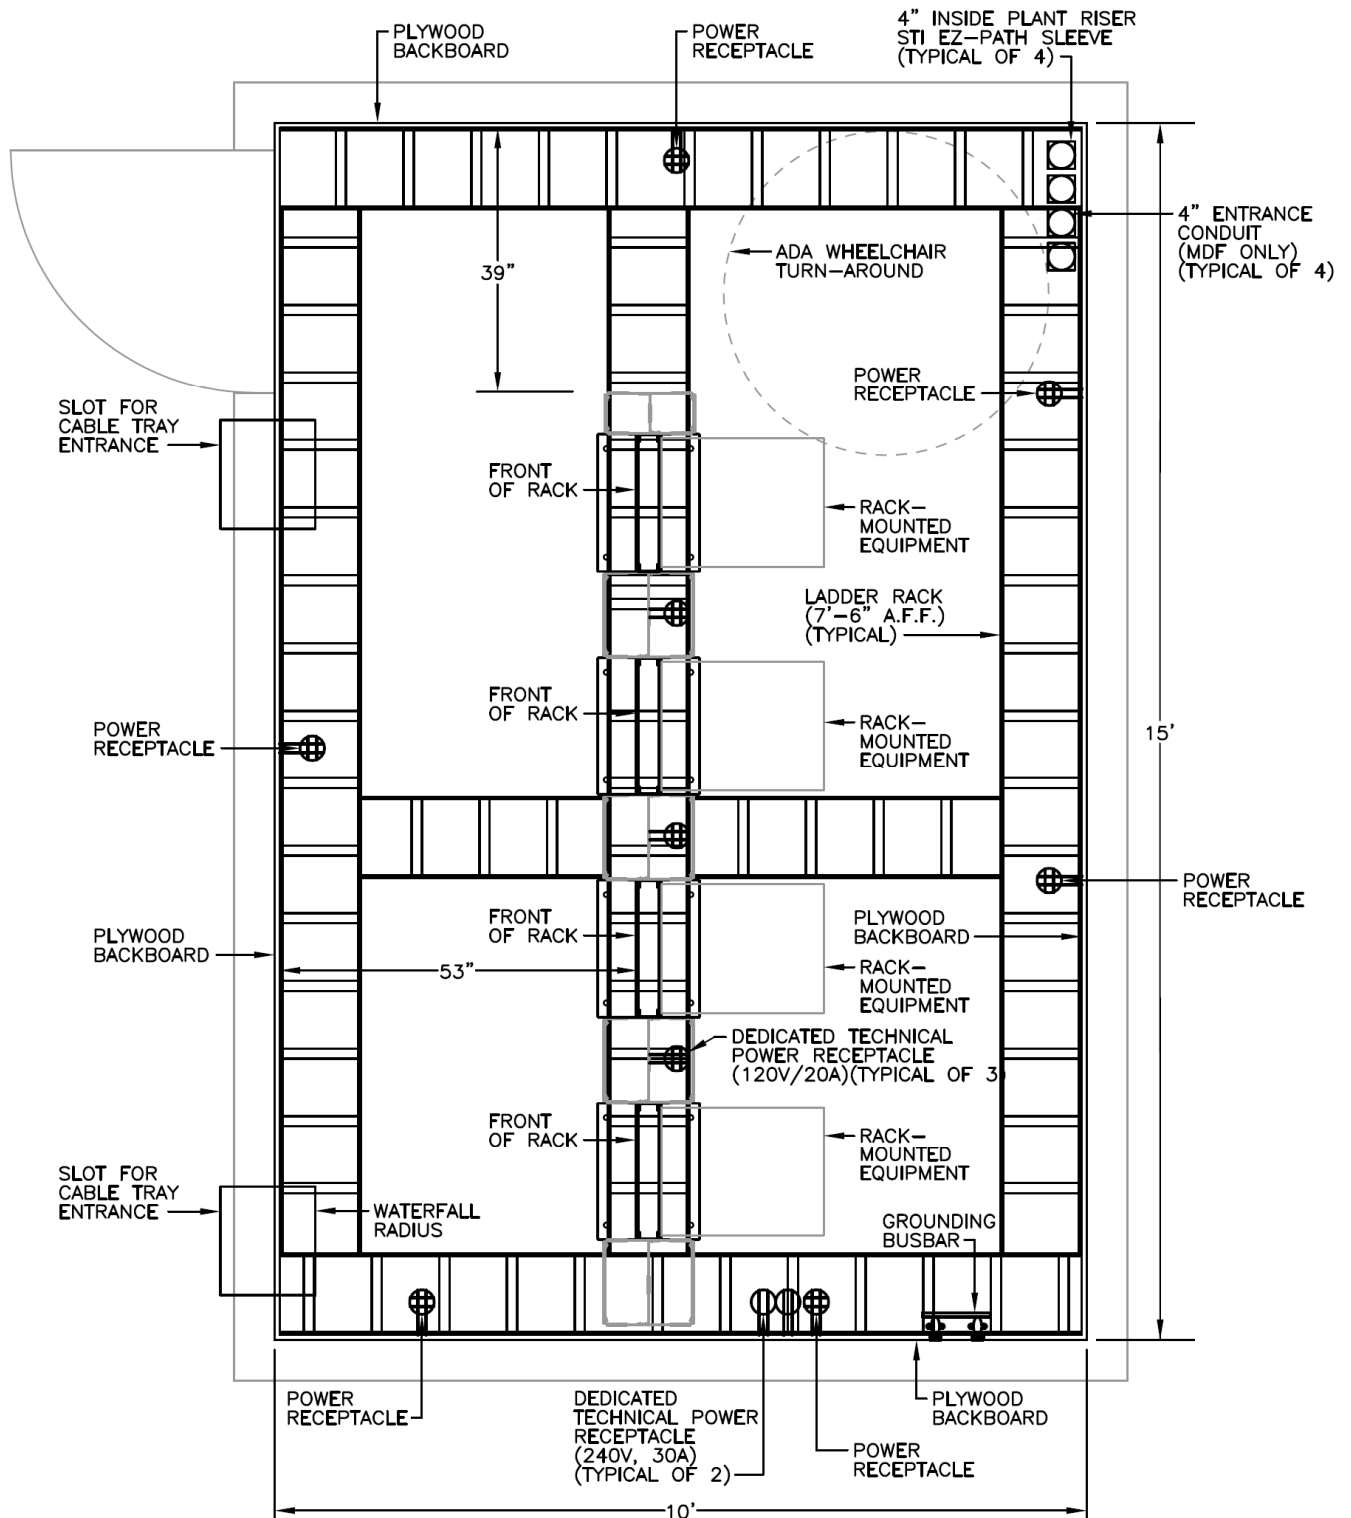 PLYWOOD
BACKBOARD
POWER
RECEPTACLE
4" INSIDE PLANT RISER
STI EZ-PATH SLEEVE
(TYPICAL OF 4)
4" ENTRANCE
CONDUIT
(MDF ONLY)
(TYPICAL OF 4)
39"
ADA WHEELCHAIR
TURN-AROUND
POWER
RECEPTACLE
SLOT FOR
CABLE TRAY
ENTRANCE
FRONT
OF RACK
RACK-
MOUNTED
EQUIPMENT
LADDER RACK
(7'-6" A.F.F.)
(TYPICAL)
FRONT
OF RACK
RACK-
MOUNTED
EQUIPMENT
POWER
RECEPTACLE
15'
POWER
RECEPTACLE
PLYWOOD
BACKBOARD
FRONT
OF RACK
PLYWOOD
BACKBOARD
53"
RACK-
MOUNTED
EQUIPMENT
DEDICATED TECHNICAL
POWER RECEPTACLE
(120V/20A)(TYPICAL OF 3)
FRONT
OF RACK
RACK-
MOUNTED
EQUIPMENT
SLOT FOR
CABLE TRAY
ENTRANCE
WATERFALL
RADIUS
GROUNDING
BUSBAR
POWER
RECEPTACLE
DEDICATED
TECHNICAL POWER
RECEPTACLE
(240V, 30A)
(TYPICAL OF 2)
PLYWOOD
BACKBOARD
POWER
RECEPTACLE
10'